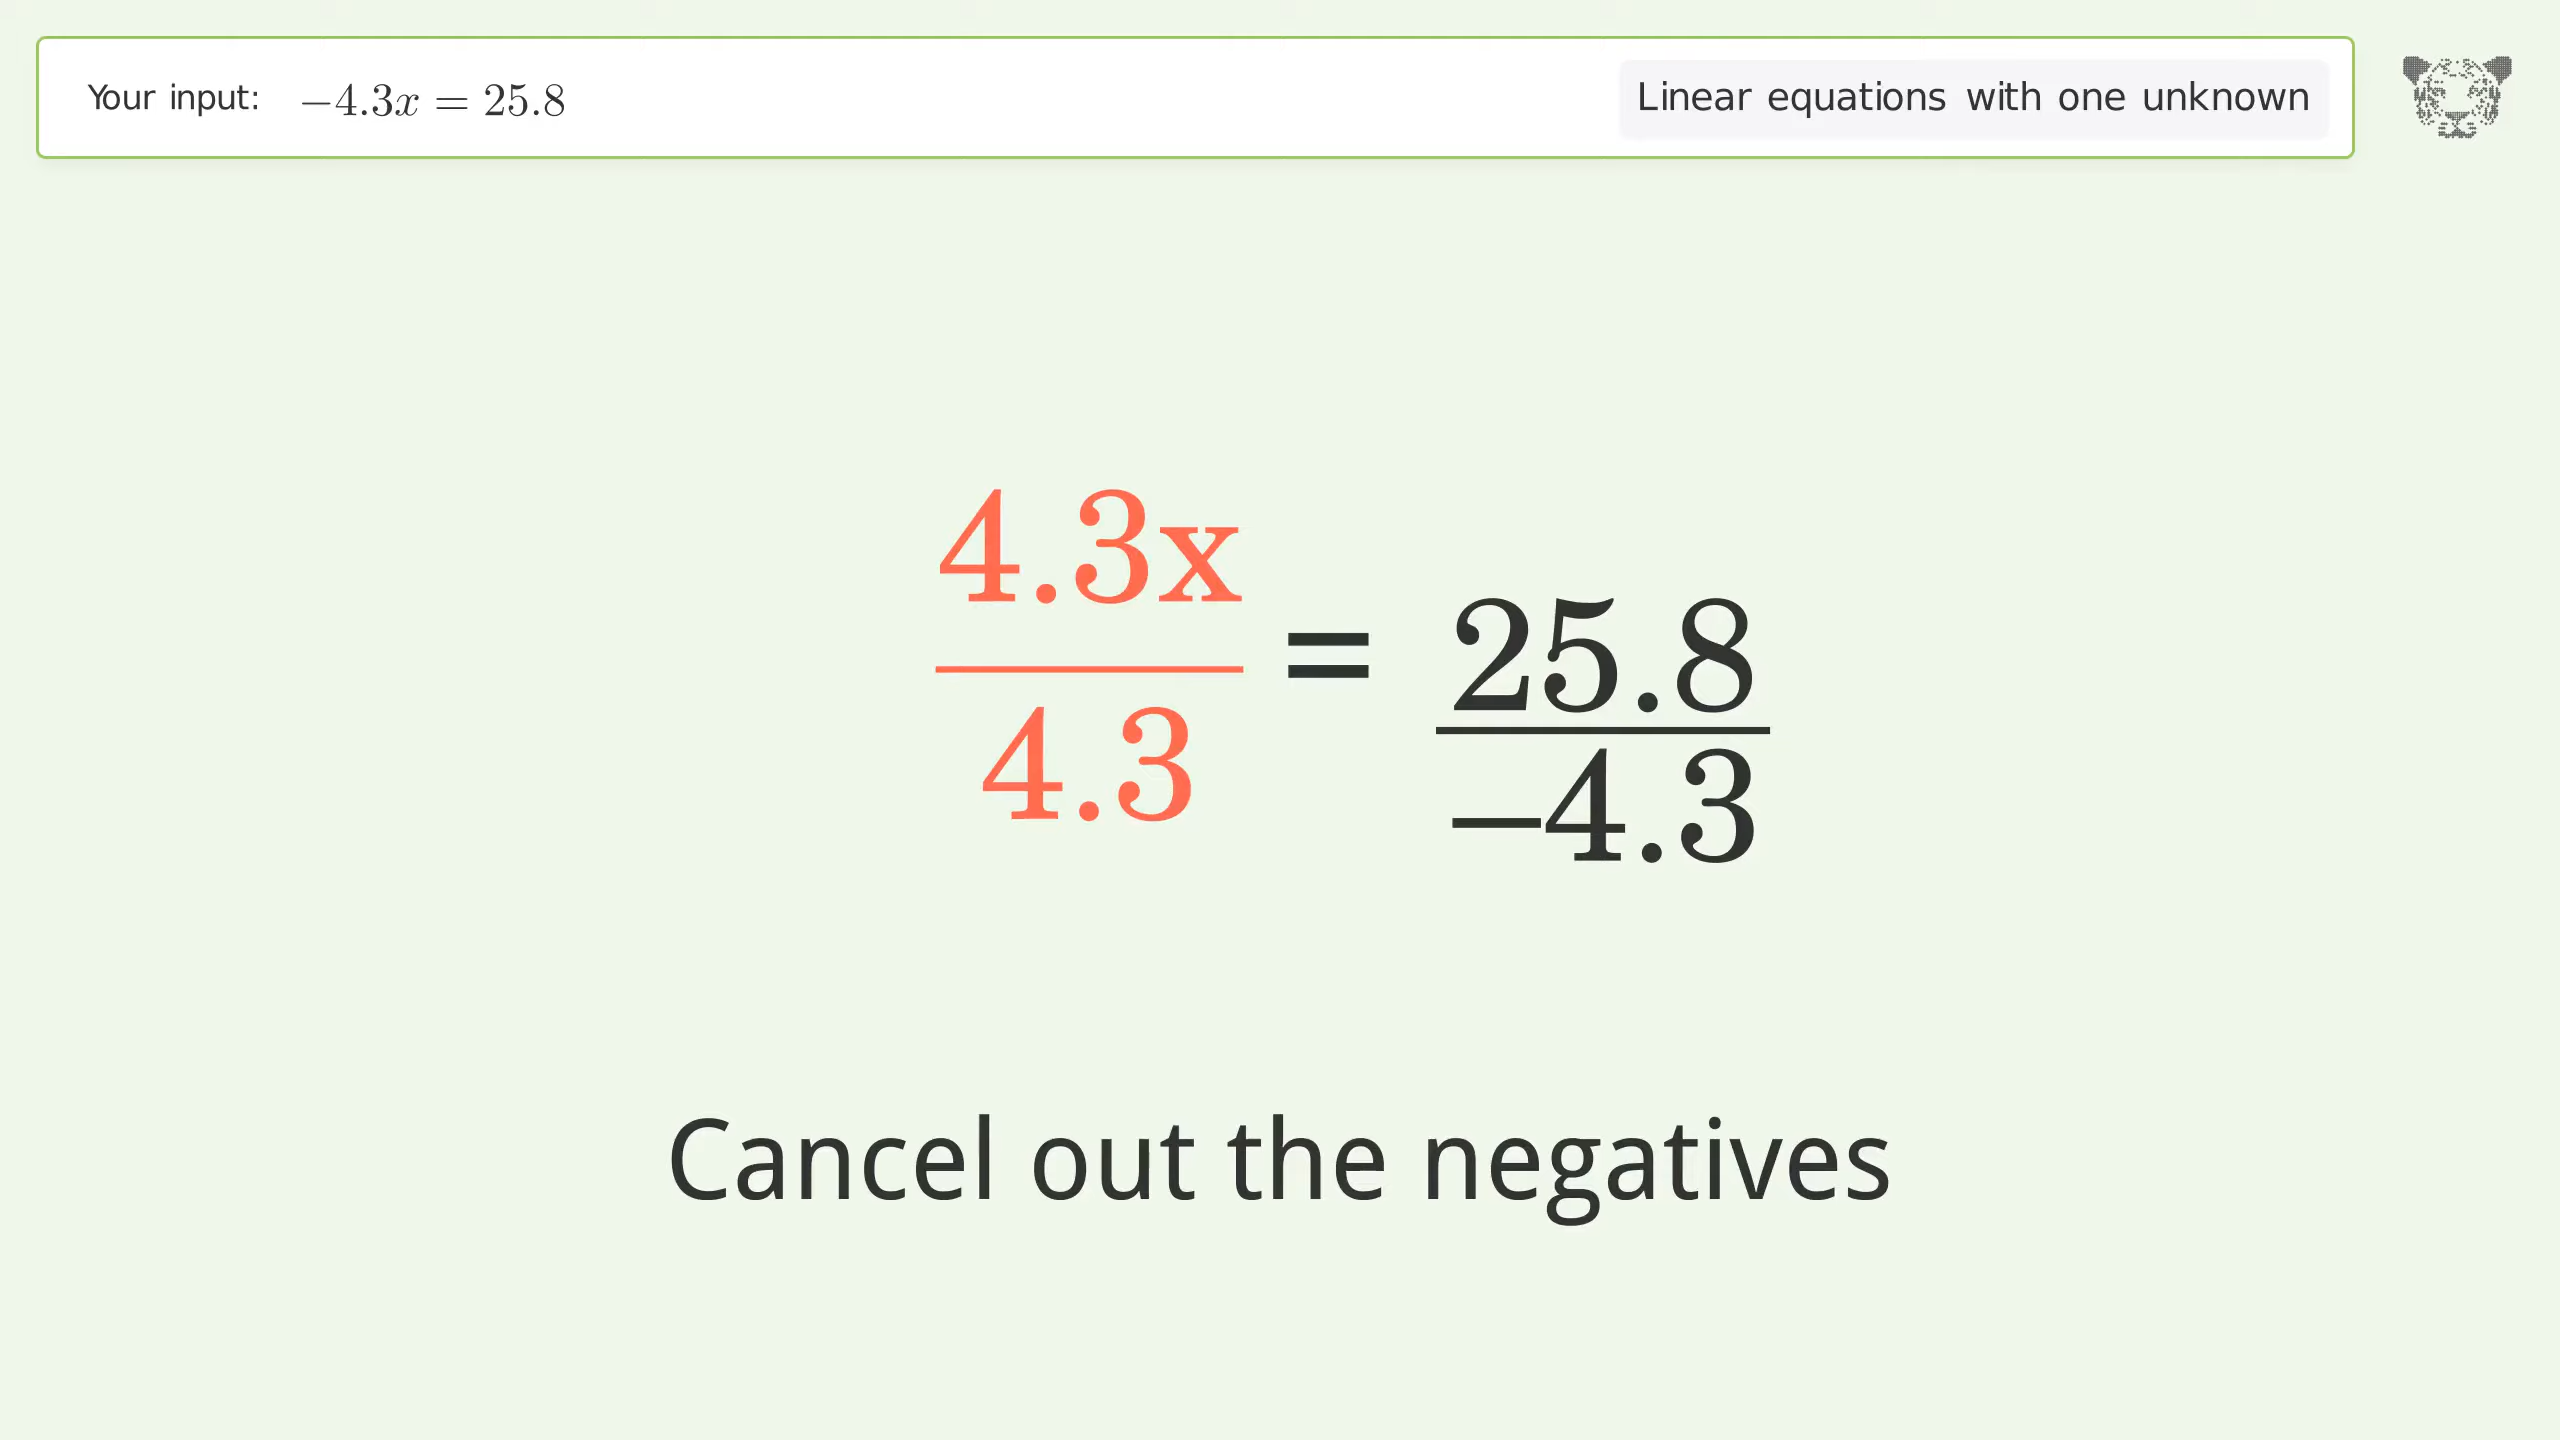 Your input: −4.3x = 25.8
Linear equations with one unknown
4.3x
4.3
=
25.8
−4.3
Cancel out the negatives